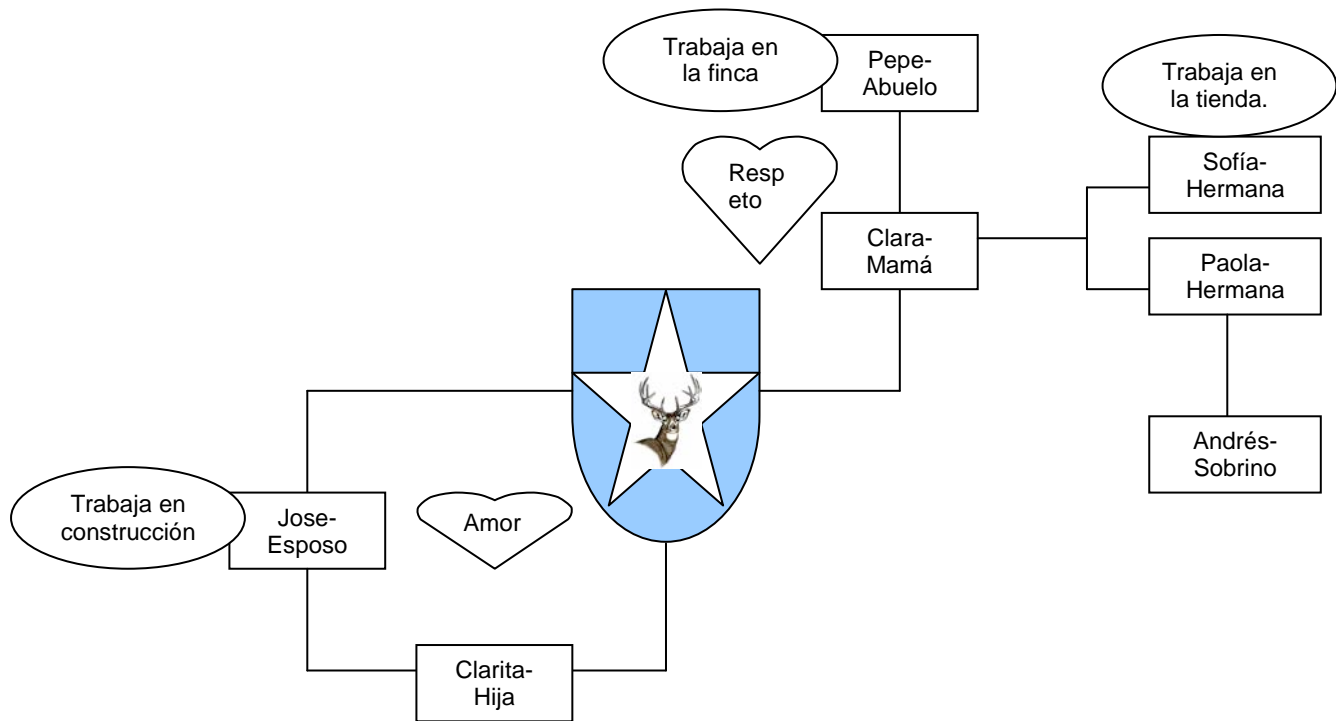 Trabaja en
la finca
Pepe-
Abuelo
Trabaja en
la tienda.
Resp
eto
Sofía-
Hermana
Clara-
Mamá
Paola-
Hermana
Andrés-
Sobrino
Trabaja en
construcción
Jose-
Esposo
Amor
Clarita-
Hija